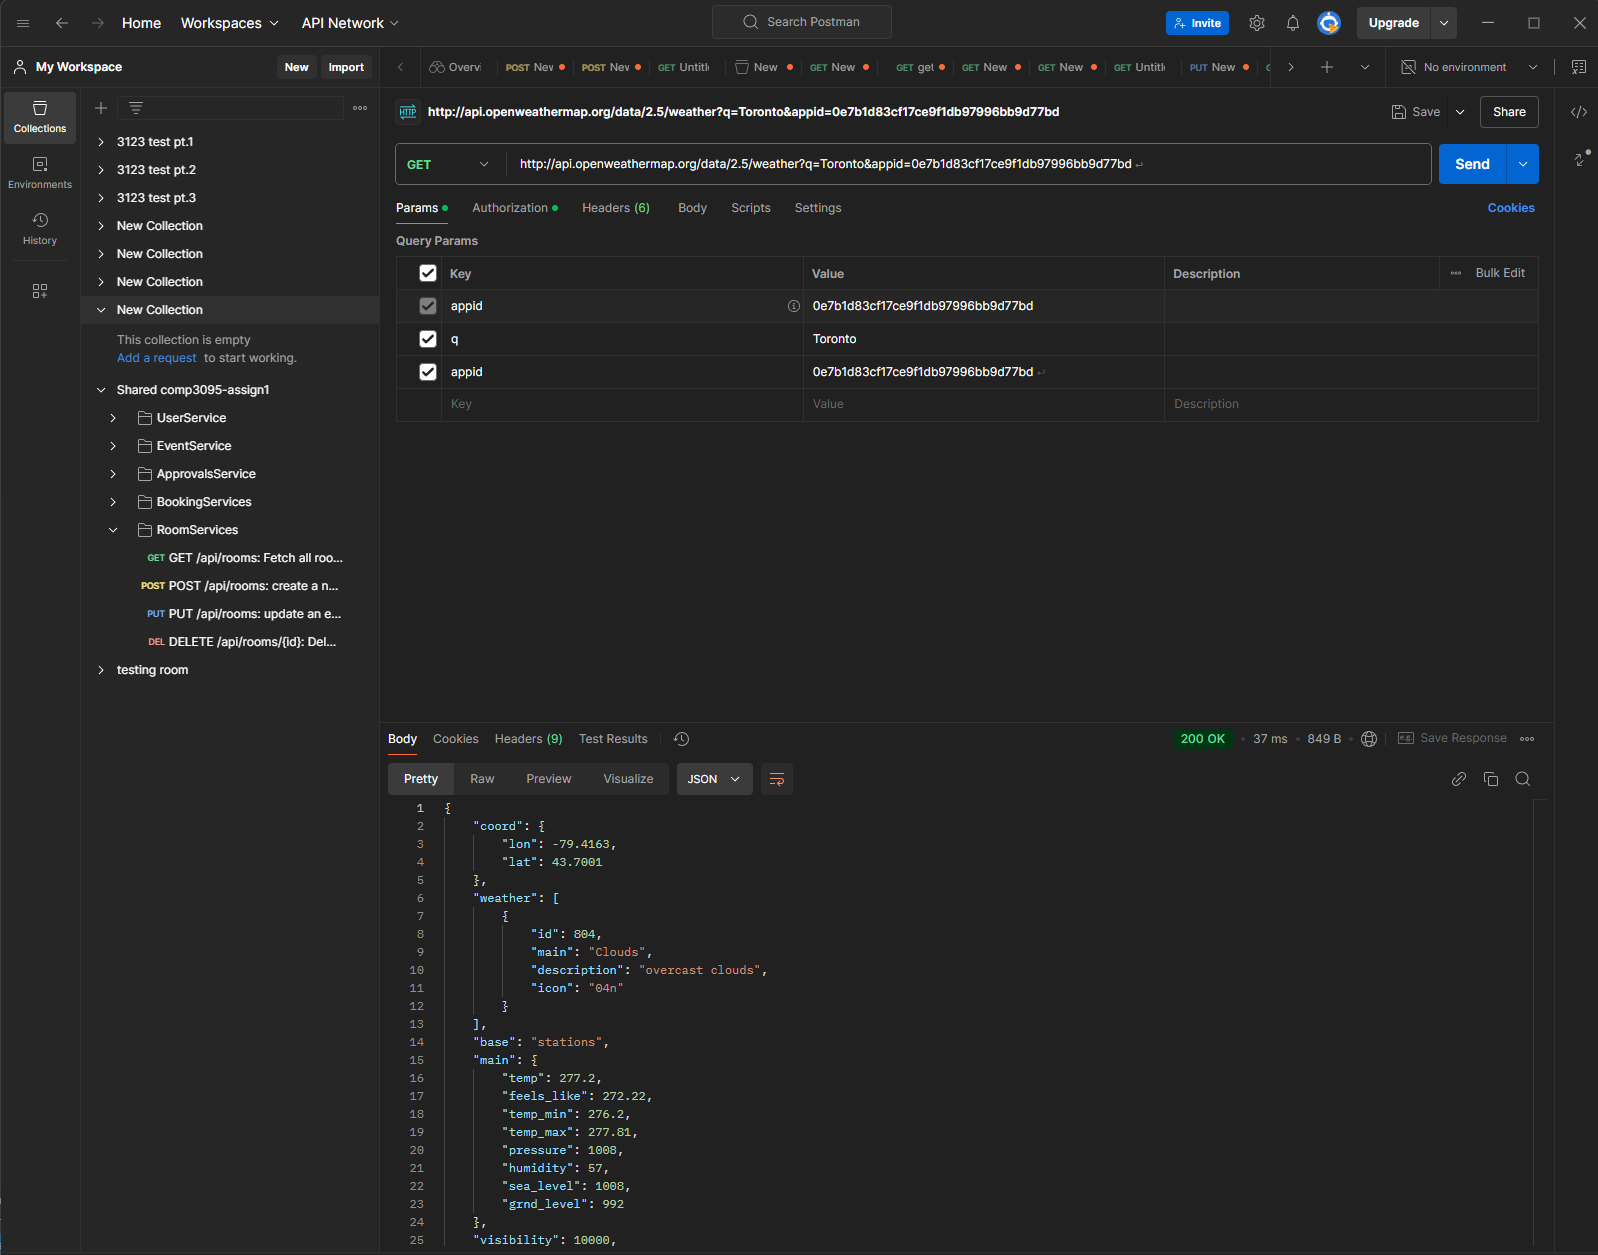 Home Workspaces API Network Search Postman Invite Upgrade
My Workspace New Import Overvi POST Nev POST Nev GET Untitl New GET New GET get GET New GET New GET Untitl PUT New No environment
Collections
Environments
History
3123 test pt.1
3123 test pt.2
3123 test pt.3
New Collection
New Collection
New Collection
New Collection
This collection is empty
Add a request to start working.
Shared comp3095-assign1
UserService
EventService
ApprovalsService
BookingServices
RoomServices
GET GET /api/rooms: Fetch all roo...
POST POST /api/rooms: create a n...
PUT PUT /api/rooms: update an e...
DEL DELETE /api/rooms/{id}: Del...
testing room
HTTP http://api.openweathermap.org/data/2.5/weather?q=Toronto&appid=0e7b1d83cf17ce9f1db97996bb9d77bd Save Share
GET http://api.openweathermap.org/data/2.5/weather?q=Toronto&appid=0e7b1d83cf17ce9f1db97996bb9d77bd Send
Params Authorization Headers (6) Body Scripts Settings Cookies
Query Params
Key Value Description Bulk Edit
appid 0e7b1d83cf17ce9f1db97996bb9d77bd
q Toronto
appid 0e7b1d83cf17ce9f1db97996bb9d77bd
Key Value Description
Body Cookies Headers (9) Test Results 200 OK 37 ms 849 B Save Response
Pretty Raw Preview Visualize JSON
1 {
2 "coord": {
3 "lon": -79.4163,
4 "lat": 43.7001
5 },
6 "weather": [
7 {
8 "id": 804,
9 "main": "Clouds",
10 "description": "overcast clouds",
11 "icon": "04n"
12 }
13 ],
14 "base": "stations",
15 "main": {
16 "temp": 277.2,
17 "feels_like": 272.22,
18 "temp_min": 276.2,
19 "temp_max": 277.81,
20 "pressure": 1008,
21 "humidity": 57,
22 "sea_level": 1008,
23 "grnd_level": 992
24 },
25 "visibility": 10000,